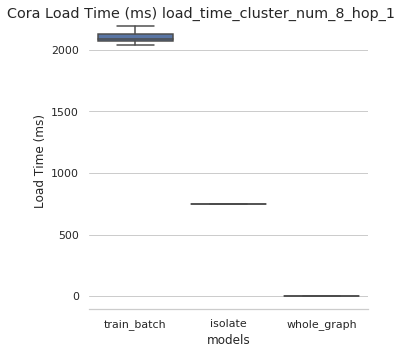 Cora Load Time (ms) load_time_cluster_num_8_hop_1
2000
1500
1000
500
0
Load Time (ms)
train_batch isolate whole_graph
models